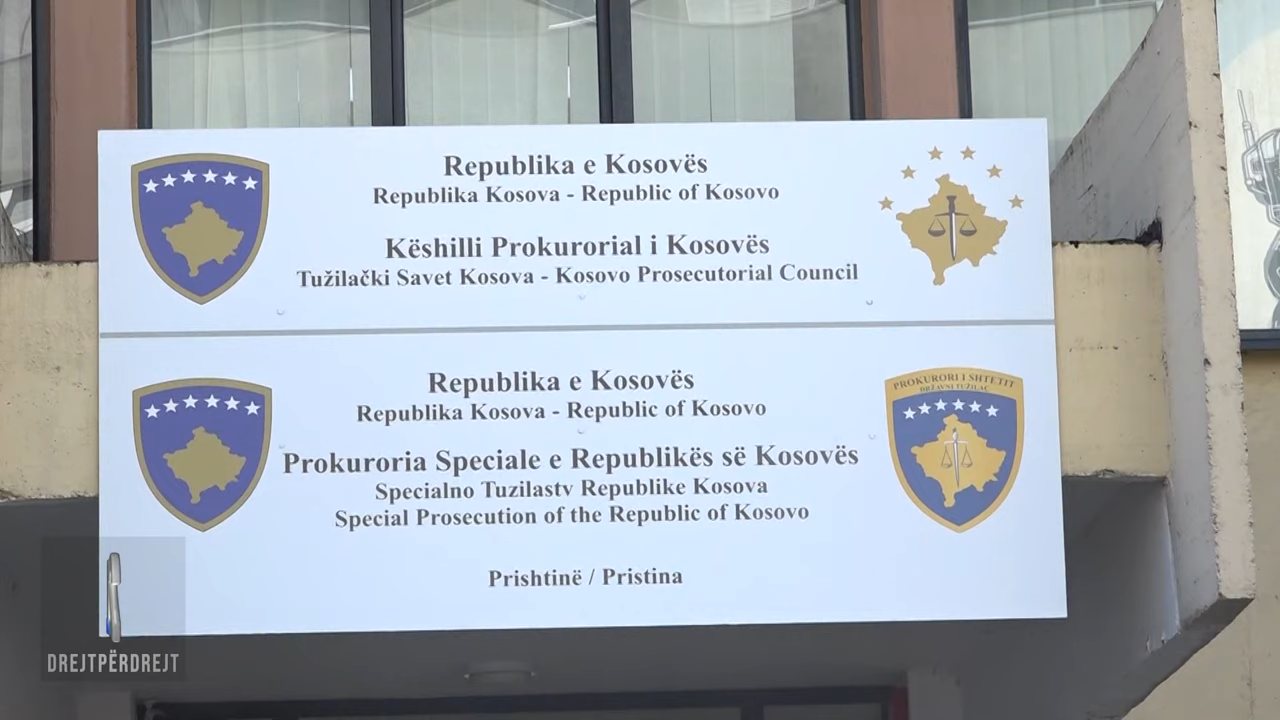 Republika e Kosovës
Republika Kosova - Republic of Kosovo
Këshilli Prokurorial i Kosovës
Tužilački Savet Kosova - Kosovo Prosecutorial Council
Republika e Kosovës
Republika Kosova - Republic of Kosovo
PROKURORI I SHTETIT
DRŽAVNI TUŽILAC
Prokuroria Speciale e Republikës së Kosovës
Specialno Tuzilastv Republike Kosova
Special Prosecution of the Republic of Kosovo
Prishtinë / Pristina
DREJTPËRDREJT